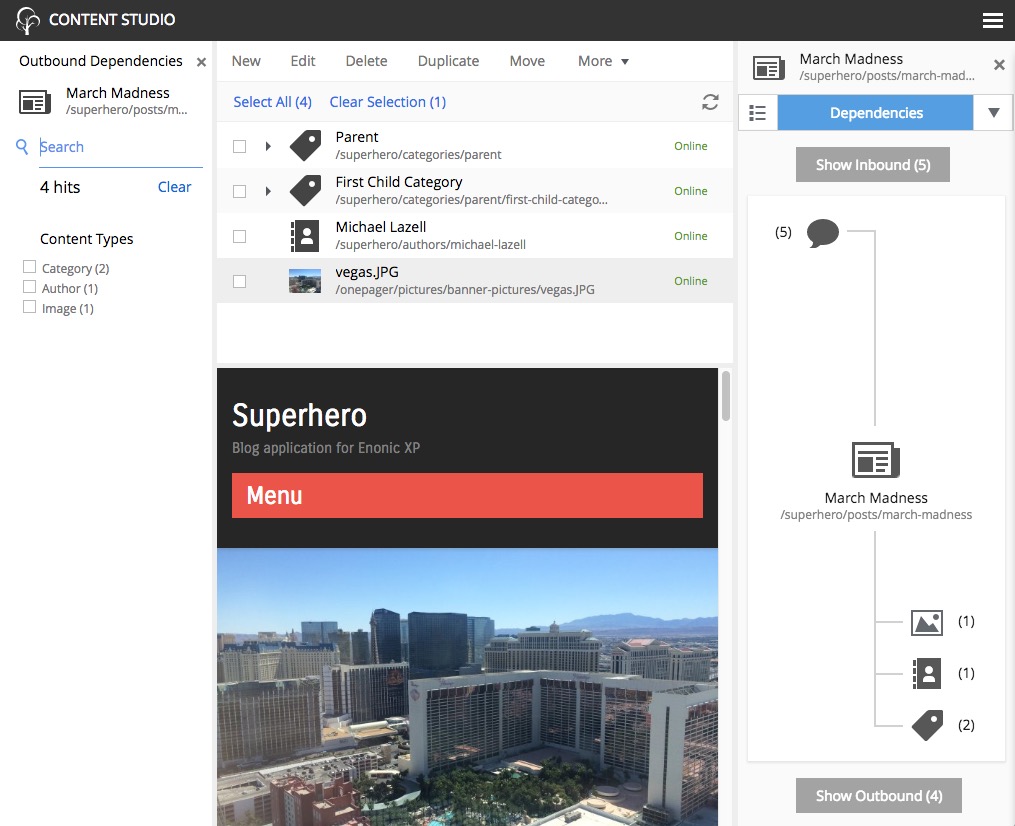 CONTENT STUDIO
Outbound Dependencies
March Madness
/superhero/posts/m...
Search
4 hits
Clear
Content Types
Category (2)
Author (1)
Image (1)
New Edit Delete Duplicate Move More
Select All (4) Clear Selection (1)
Parent
/superhero/categories/parent
Online
First Child Category
/superhero/categories/parent/first-child-catego...
Online
Michael Lazell
/superhero/authors/michael-lazell
Online
vegas.JPG
/onepager/pictures/banner-pictures/vegas.JPG
Online
Superhero
Blog application for Enonic XP
Menu
March Madness
/superhero/posts/march-mad...
Dependencies
Show Inbound (5)
(5)
March Madness
/superhero/posts/march-madness
(1)
(1)
(2)
Show Outbound (4)